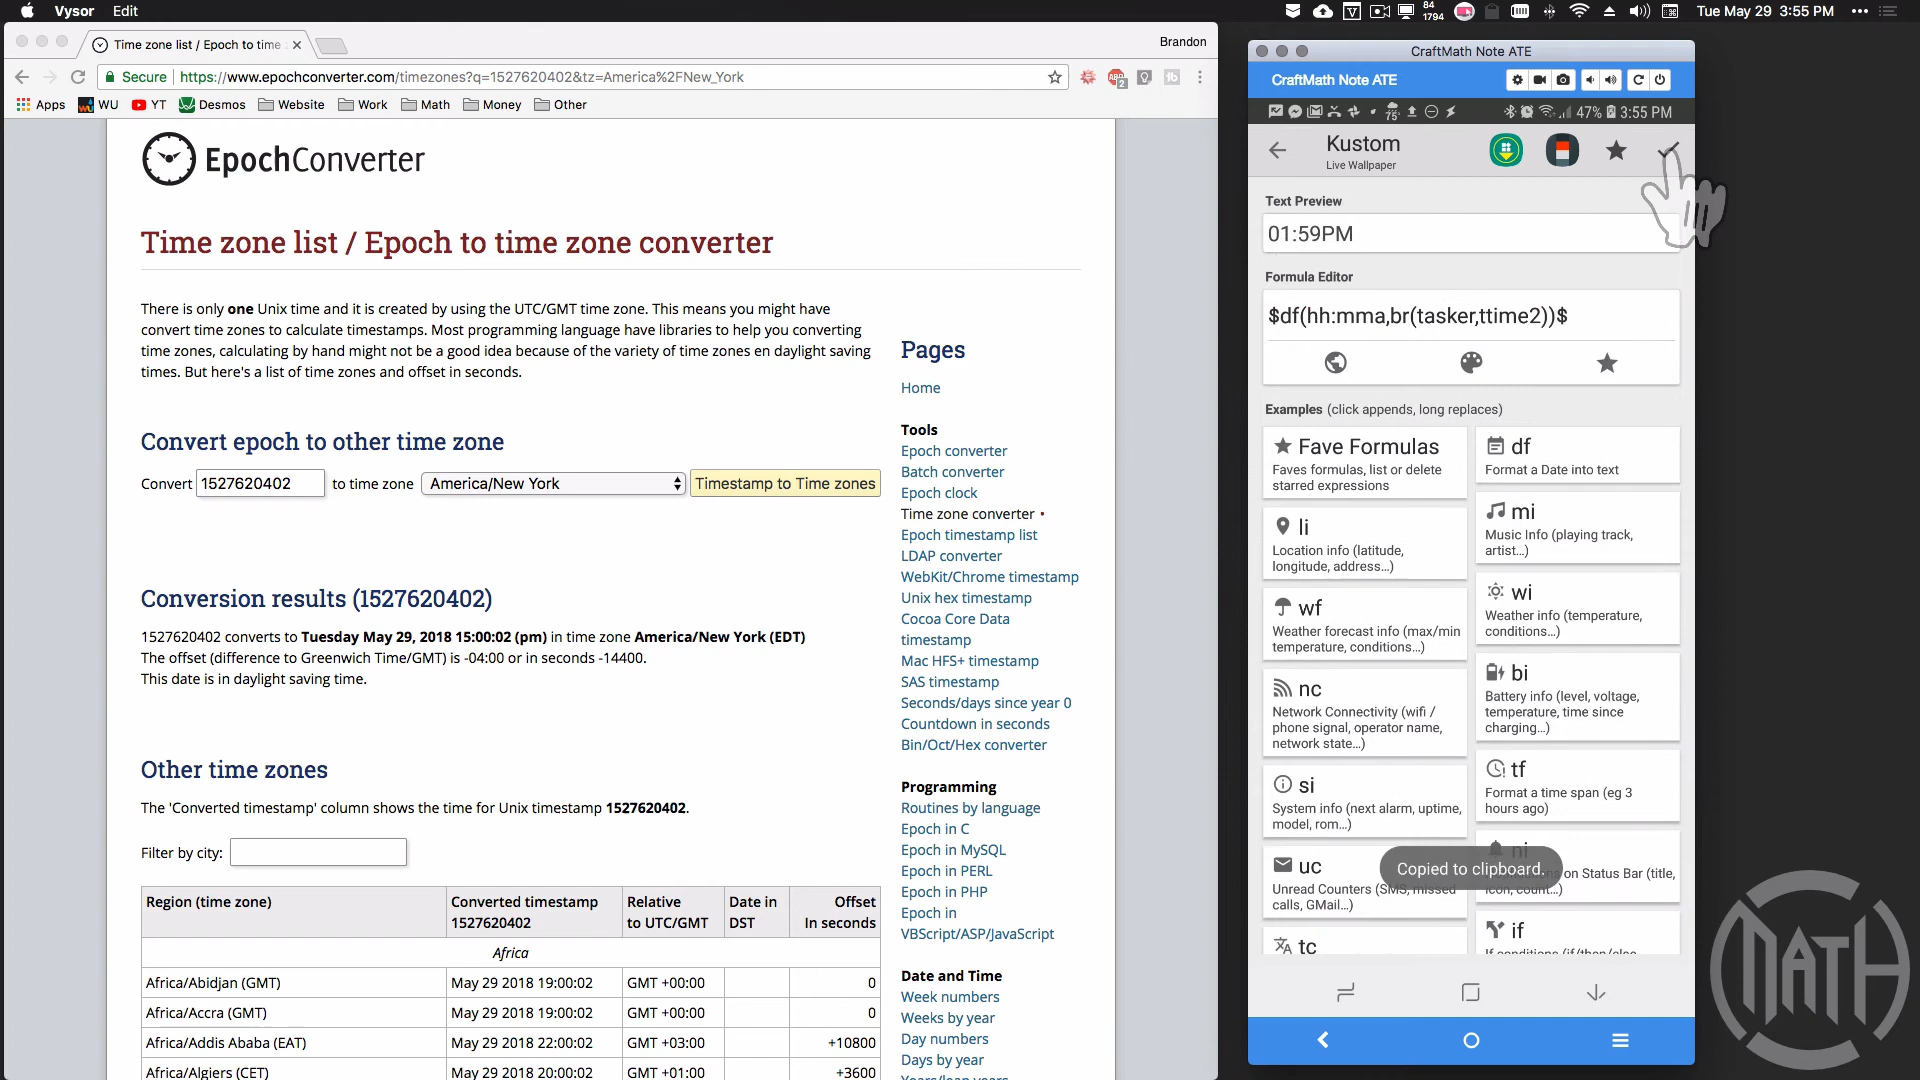 Vysor Edit
84
1794
Tue May 29 3:55 PM
Time zone list / Epoch to time
Brandon
Secure | https://www.epochconverter.com/timezones?q=1527620402&tz=America%2FNew_York
Apps WU YT Desmos Website Work Math Money Other
EpochConverter
Time zone list / Epoch to time zone converter
There is only one Unix time and it is created by using the UTC/GMT time zone. This means you might have
convert time zones to calculate timestamps. Most programming language have libraries to help you converting
time zones, calculating by hand might not be a good idea because of the variety of time zones en daylight saving
times. But here's a list of time zones and offset in seconds.
Convert epoch to other time zone
Convert 1527620402 to time zone America/New York Timestamp to Time zones
Conversion results (1527620402)
1527620402 converts to Tuesday May 29, 2018 15:00:02 (pm) in time zone America/New York (EDT)
The offset (difference to Greenwich Time/GMT) is -04:00 or in seconds -14400.
This date is in daylight saving time.
Other time zones
The 'Converted timestamp' column shows the time for Unix timestamp 1527620402.
Filter by city:
Region (time zone) Converted timestamp 1527620402 Relative to UTC/GMT Date in DST Offset In seconds
Africa
Africa/Abidjan (GMT) May 29 2018 19:00:02 GMT +00:00 0
Africa/Accra (GMT) May 29 2018 19:00:02 GMT +00:00 0
Africa/Addis Ababa (EAT) May 29 2018 22:00:02 GMT +03:00 +10800
Africa/Algiers (CET) May 29 2018 20:00:02 GMT +01:00 +3600
Pages
Home
Tools
Epoch converter
Batch converter
Epoch clock
Time zone converter •
Epoch timestamp list
LDAP converter
WebKit/Chrome timestamp
Unix hex timestamp
Cocoa Core Data
timestamp
Mac HFS+ timestamp
SAS timestamp
Seconds/days since year 0
Countdown in seconds
Bin/Oct/Hex converter
Programming
Routines by language
Epoch in C
Epoch in MySQL
Epoch in PERL
Epoch in PHP
Epoch in
VBScript/ASP/JavaScript
Date and Time
Week numbers
Weeks by year
Day numbers
Days by year
Years/leap years
CraftMath Note ATE
CraftMath Note ATE
75° 47% 3:55 PM
Kustom
Live Wallpaper
Text Preview
01:59PM
Formula Editor
$df(hh:mma,br(tasker,ttime2))$
Examples (click appends, long replaces)
Fave Formulas
Faves formulas, list or delete
starred expressions
df
Format a Date into text
li
Location info (latitude,
longitude, address...)
mi
Music Info (playing track,
artist...)
wf
Weather forecast info (max/min
temperature, conditions...)
wi
Weather info (temperature,
conditions...)
nc
Network Connectivity (wifi /
phone signal, operator name,
network state...)
bi
Battery info (level, voltage,
temperature, time since
charging...)
si
System info (next alarm, uptime,
model, rom...)
tf
Format a time span (eg 3
hours ago)
uc
Unread Counters (SMS, missed
calls, GMail...)
ni
on Status Bar (title,
icon, count...)
Copied to clipboard.
tc
if
If conditions (if/then/else
MATH